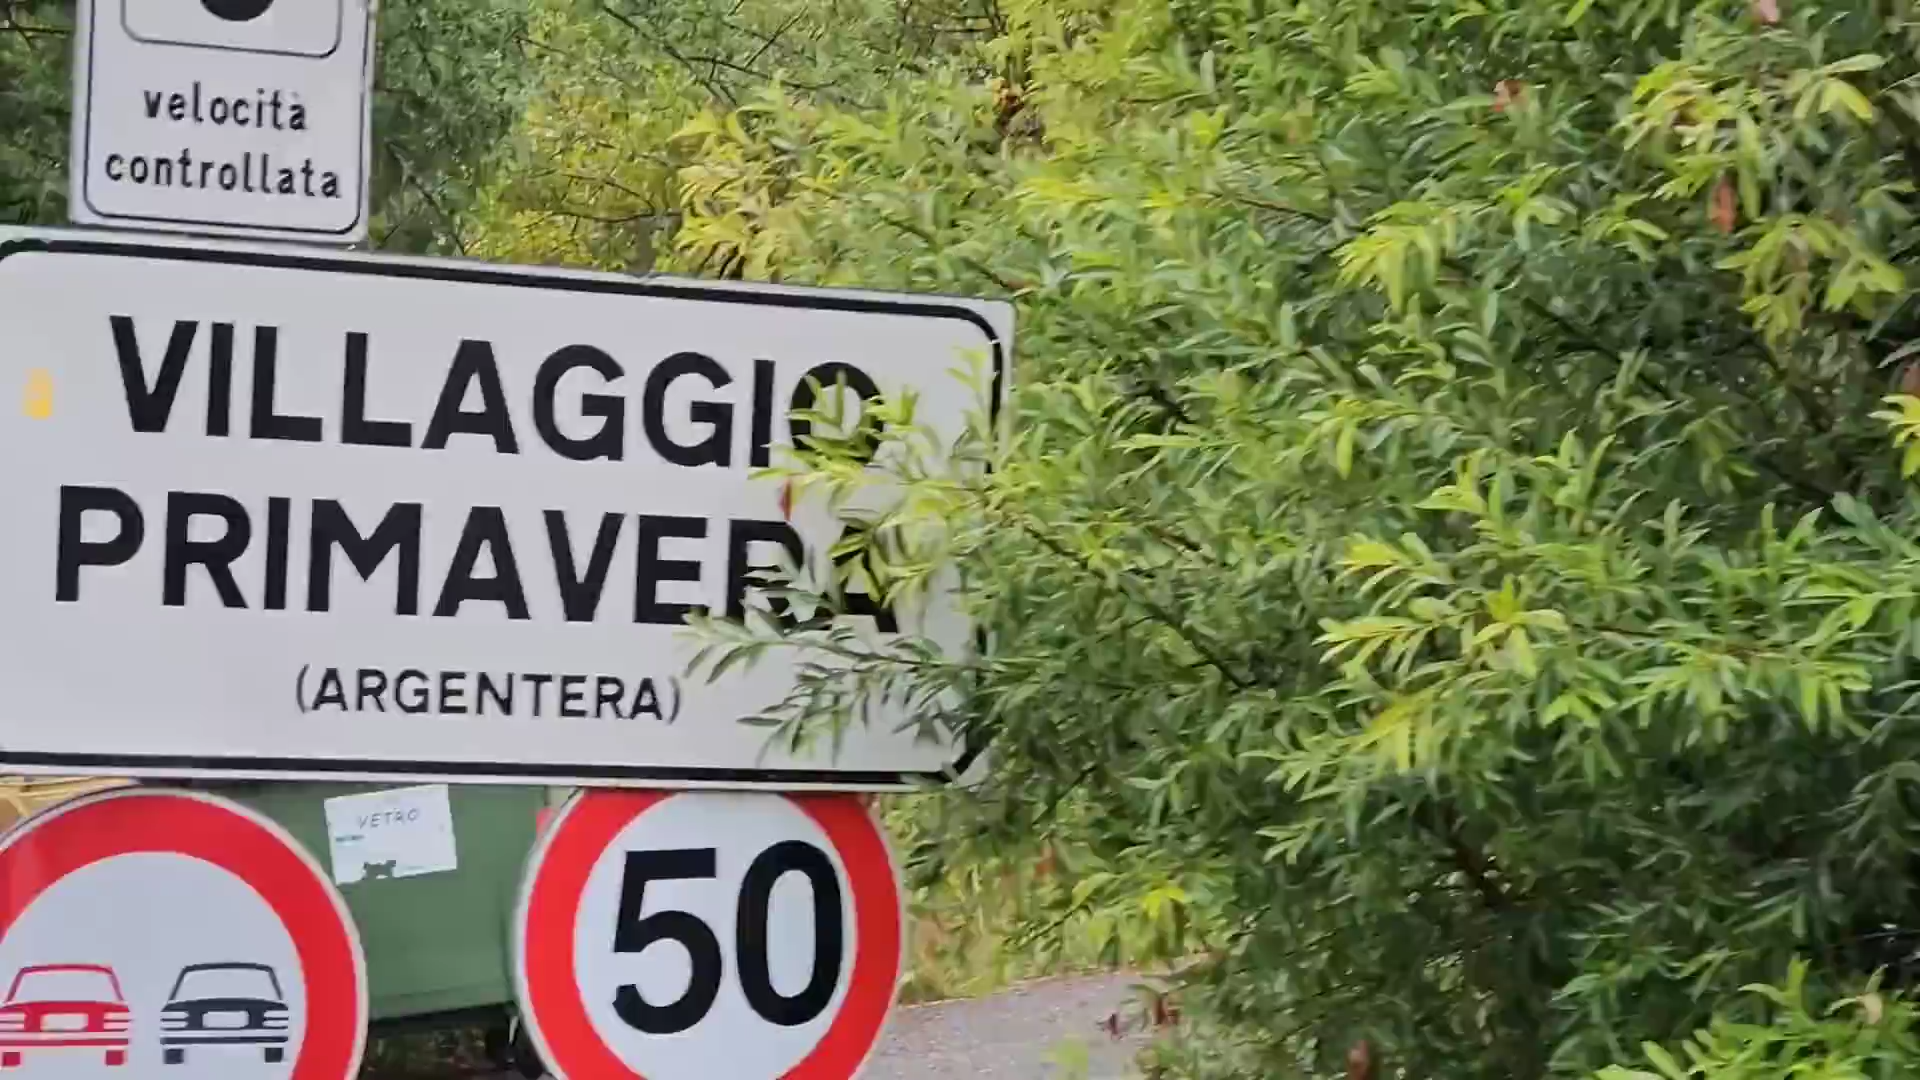 velocità
controllata
VILLAGGIO
PRIMAVERA
(ARGENTERA)
VETRO
50